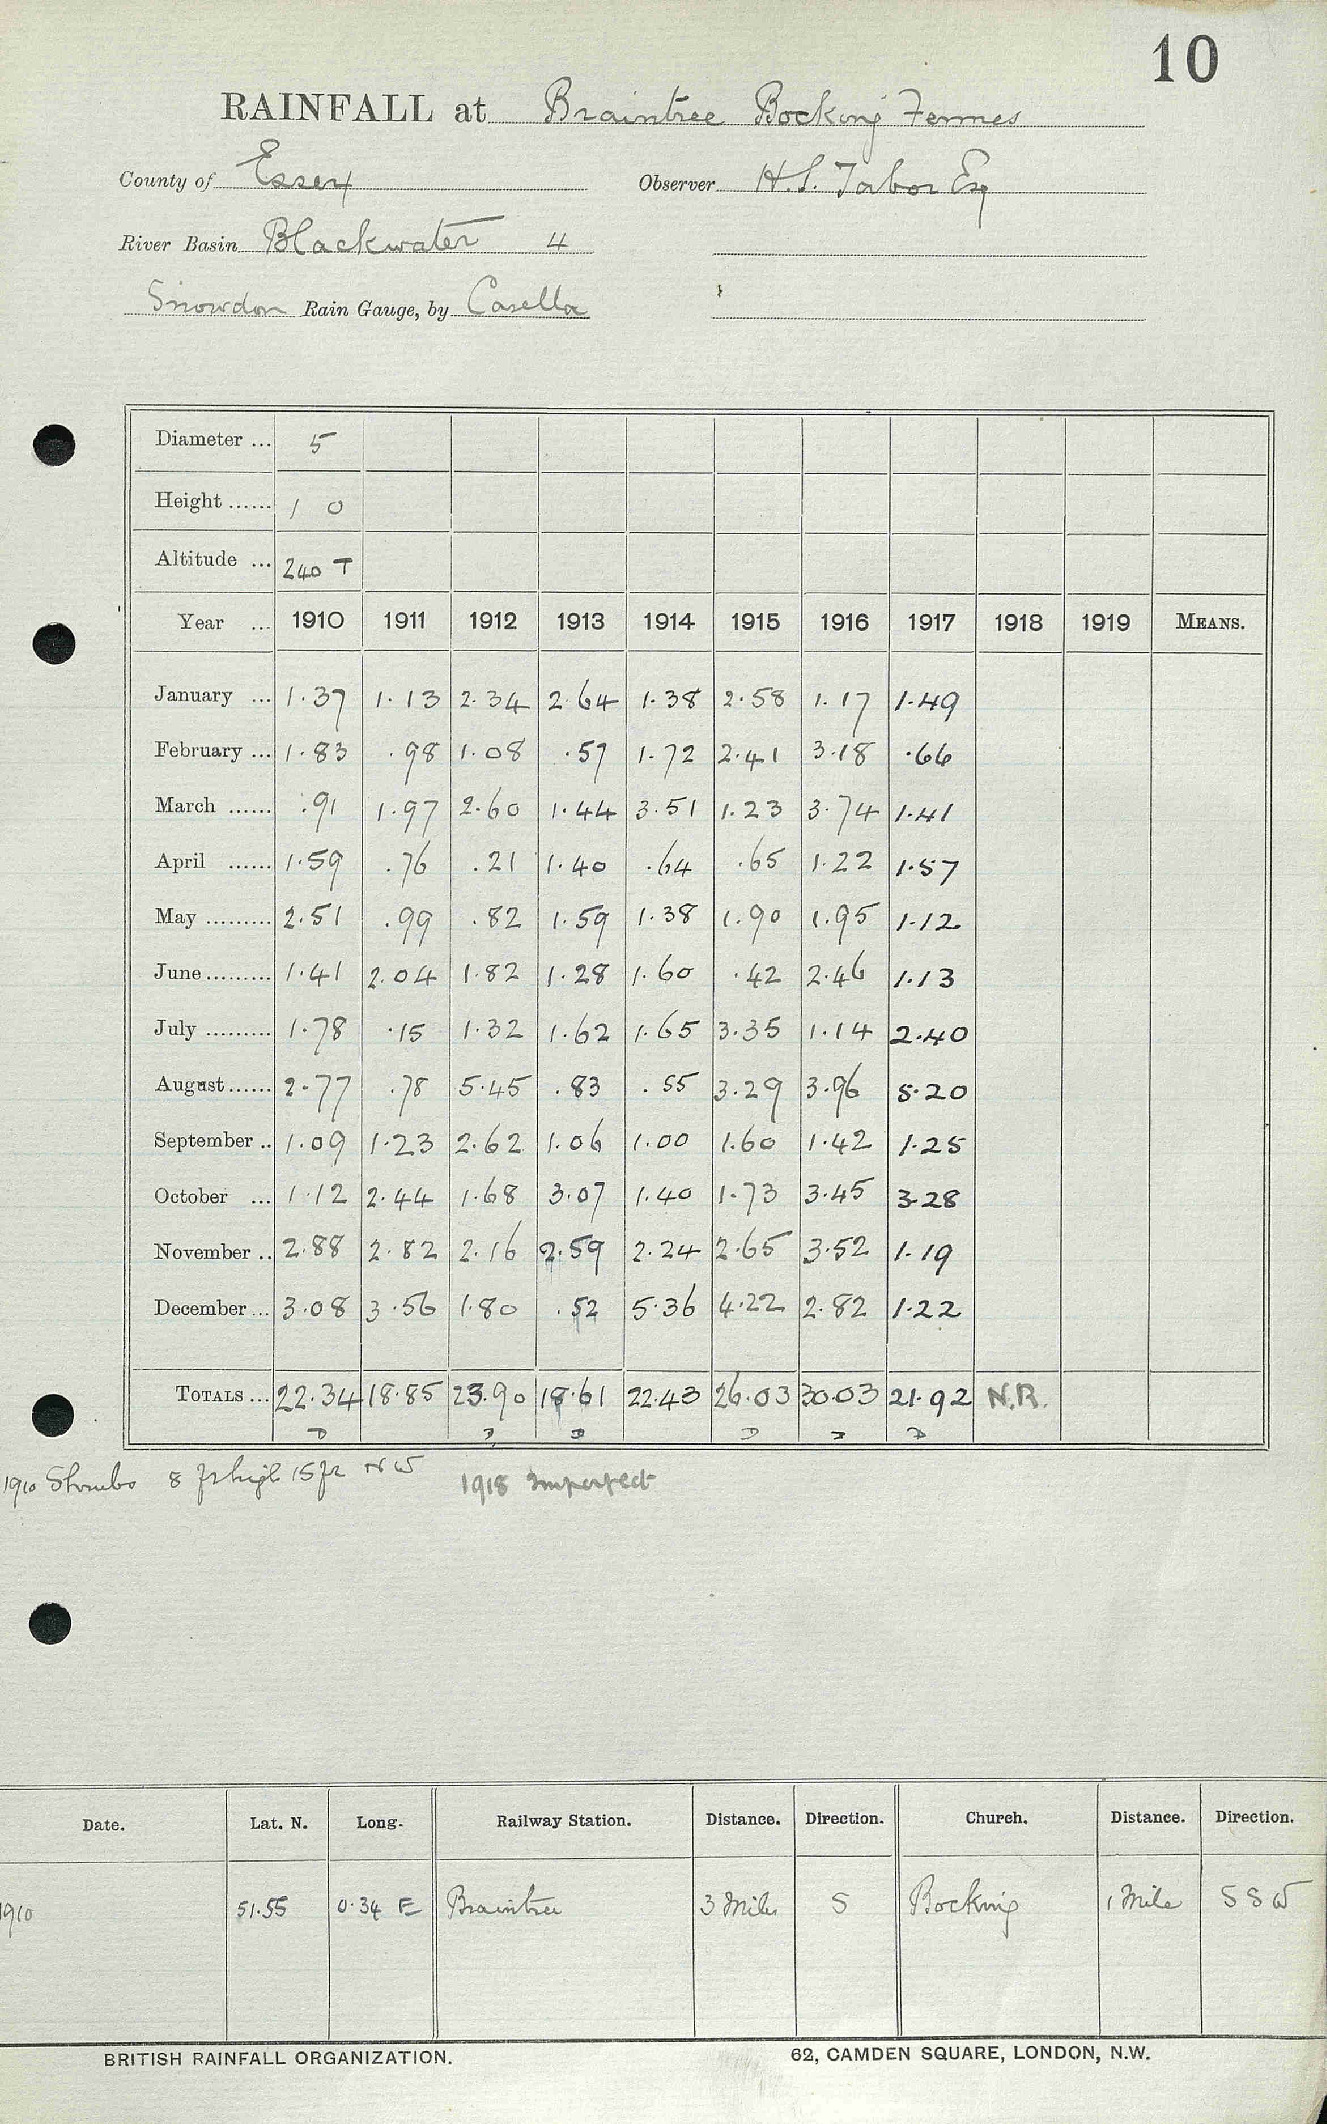 10
RAINFALL at Braintree Bocking Fennes
County of Essex Observer H.S. Tabor Esq
River Basin Blackwater 4
Snowdon Rain Gauge, by Casella
Diameter ... 5
Height ...... 1 0
Altitude ... 240 T
Year ... 1910 1911 1912 1913 1914 1915 1916 1917 1918 1919 MEANS.
January ... 1.37 1.13 2.34 2.64 1.38 2.58 1.17 1.49
February ... 1.83 .98 1.08 .57 1.72 2.41 3.18 .66
March ...... .91 1.97 2.60 1.44 3.51 1.23 3.74 1.41
April ...... 1.59 .76 .21 1.40 .64 .65 1.22 1.57
May ......... 2.51 .99 .82 1.59 1.38 1.90 1.95 1.12
June ......... 1.41 2.04 1.82 1.28 1.60 .42 2.46 1.13
July ......... 1.78 .15 1.32 1.62 1.65 3.35 1.14 2.40
August ...... 2.77 .78 5.45 .83 .55 3.29 3.96 5.20
September .. 1.09 1.23 2.62 1.06 1.00 1.60 1.42 1.25
October ... 1.12 2.44 1.68 3.07 1.40 1.73 3.45 3.28
November .. 2.88 2.82 2.16 2.59 2.24 2.65 3.52 1.19
December ... 3.08 3.56 1.80 .52 5.36 4.22 2.82 1.22
TOTALS ... 22.34 18.85 23.90 18.61 22.43 26.03 30.03 21.92 N.R.
D D D D D D
1910 Shrubs 8 ft high 15 ft NW 1918 Imperfect
Date. Lat. N. Long. Railway Station. Distance. Direction. Church. Distance. Direction.
1910 51.55 0.34 E Braintree 3 Miles S Bocking 1 Mile S S W
BRITISH RAINFALL ORGANIZATION. 62, CAMDEN SQUARE, LONDON, N.W.